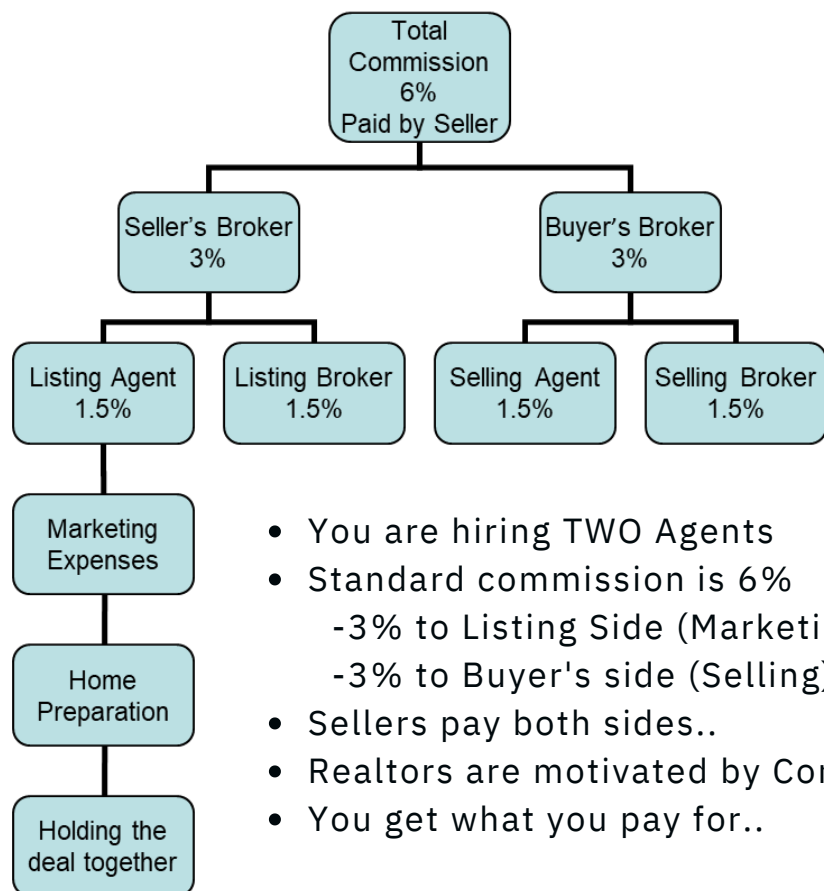 Total
Commission
6%
Paid by Seller
Seller’s Broker
3%
Buyer’s Broker
3%
Listing Agent
1.5%
Listing Broker
1.5%
Selling Agent
1.5%
Selling Broker
1.5%
Marketing
Expenses
Home
Preparation
Holding the
deal together
• You are hiring TWO Agents
• Standard commission is 6%
-3% to Listing Side (Marketi
-3% to Buyer's side (Selling)
• Sellers pay both sides..
• Realtors are motivated by
• You get what you pay for..